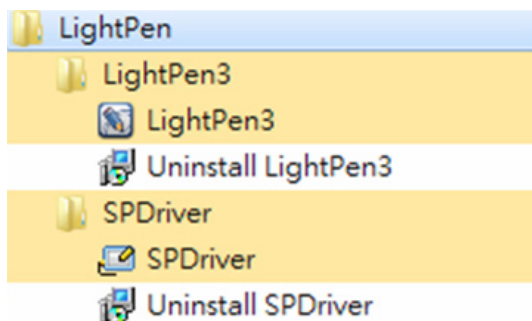 LightPen
LightPen3
LightPen3
Uninstall LightPen3
SPDriver
SPDriver
Uninstall SPDriver